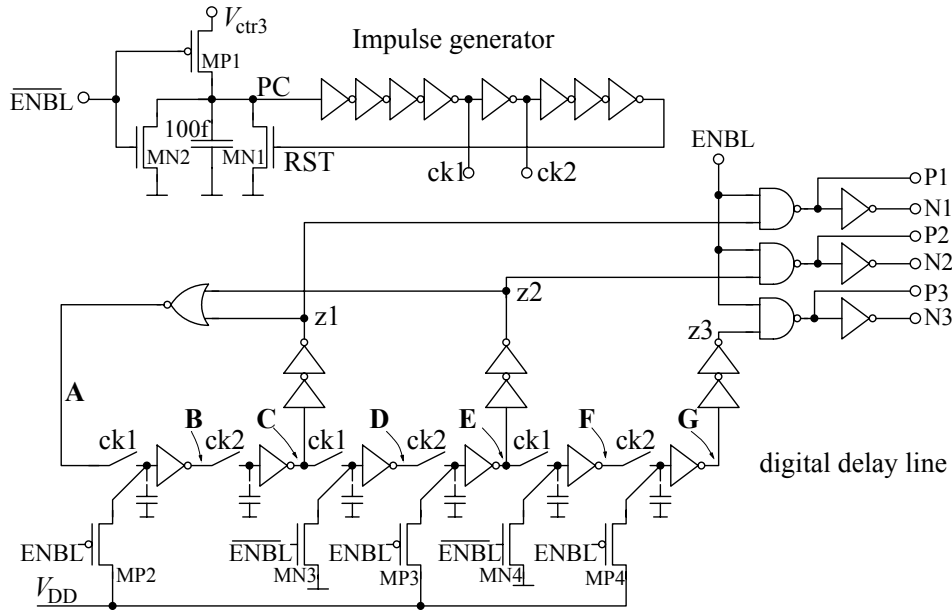 Vctr3
Impulse generator
MP1
PC
ENBL
100f
MN2
MN1
RST
ck1
ck2
ENBL
P1
N1
P2
N2
P3
N3
z1
z2
z3
A
B
C
D
E
F
G
ck1
ck2
ck1
ck2
ck1
ck2
digital delay line
ENBL
MP2
ENBL
MN3
ENBL
MP3
ENBL
MN4
ENBL
MP4
VDD